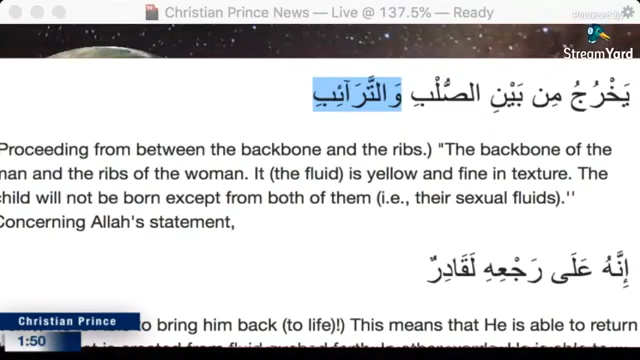 Christian Prince News — Live @ 137.5% — Ready
Powered by
StreamYard
يَخْرُجُ مِن بَيْنِ الصُّلْبِ وَالتَّرَآئِبِ
Proceeding from between the backbone and the ribs.) "The backbone of the
man and the ribs of the woman. It (the fluid) is yellow and fine in texture. The
child will not be born except from both of them (i.e., their sexual fluids).''
Concerning Allah's statement,
إِنَّهُ عَلَى رَجْعِهِ لَقَادِرٌ
Christian Prince
to bring him back (to life)!) This means that He is able to return
1:50